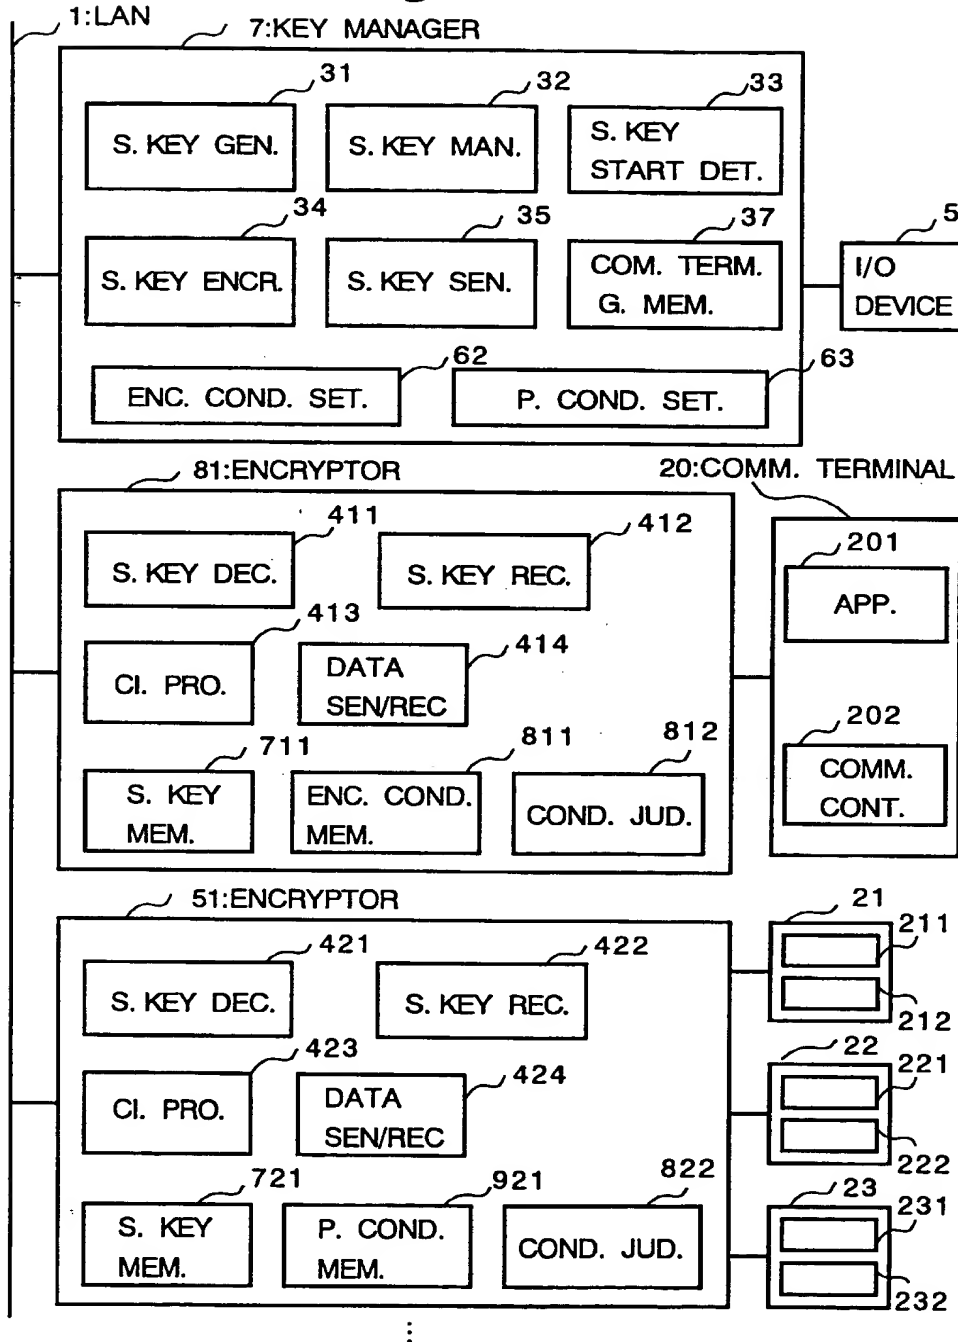 1:LAN
7:KEY MANAGER
31
32
33
S. KEY GEN.
S. KEY MAN.
S. KEY
START DET.
34
35
37
5
S. KEY ENCR.
S. KEY SEN.
COM. TERM.
G. MEM.
I/O
DEVICE
62
63
ENC. COND. SET.
P. COND. SET.
81:ENCRYPTOR
20:COMM. TERMINAL
411
412
201
S. KEY DEC.
S. KEY REC.
APP.
413
414
CI. PRO.
DATA
SEN/REC
202
711
811
812
S. KEY
MEM.
ENC. COND.
MEM.
COND. JUD.
COMM.
CONT.
51:ENCRYPTOR
21
211
421
422
S. KEY DEC.
S. KEY REC.
212
423
424
22
221
CI. PRO.
DATA
SEN/REC
222
721
921
822
23
231
S. KEY
MEM.
P. COND.
MEM.
COND. JUD.
232